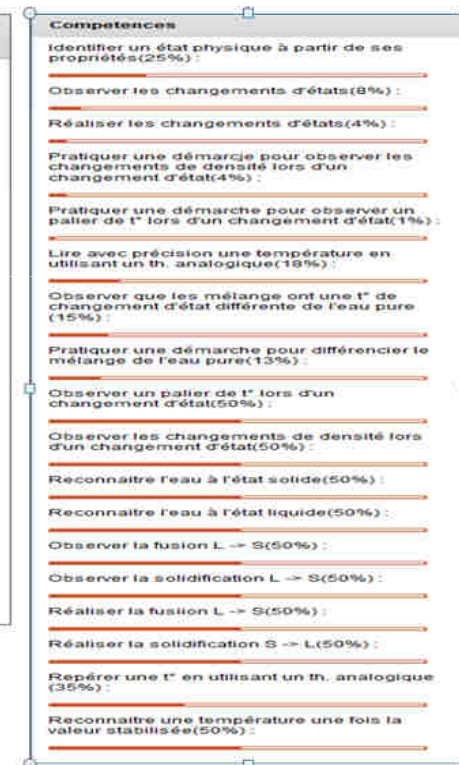 Competences
Identifier un état physique à partir de ses
propriétés(25%) :
Observer les changements d'états(8%) :
Réaliser les changements d'états(4%) :
Pratiquer une démarcje pour observer les
changements de densité lors d'un
changement d'état(4%) :
Pratiquer une démarche pour observer un
palier de t° lors d'un changement d'état(1%) :
Lire avec précision une température en
utilisant un th. analogique(18%) :
Observer que les mélange ont une t° de
changement d'état différente de l'eau pure
(15%) :
Pratiquer une démarche pour différencier le
mélange de l'eau pure(13%) :
Observer un palier de t° lors d'un
changement d'état(50%) :
Observer les changements de densité lors
d'un changement d'état(50%) :
Reconnaitre l'eau à l'état solide(50%) :
Reconnaitre l'eau à l'état liquide(50%) :
Observer la fusion L -> S(50%) :
Observer la solidification L -> S(50%) :
Réaliser la fusiion L -> S(50%) :
Réaliser la solidification S -> L(50%) :
Repérer une t° en utilisant un th. analogique
(35%) :
Reconnaitre une température une fois la
valeur stabilisée(50%) :